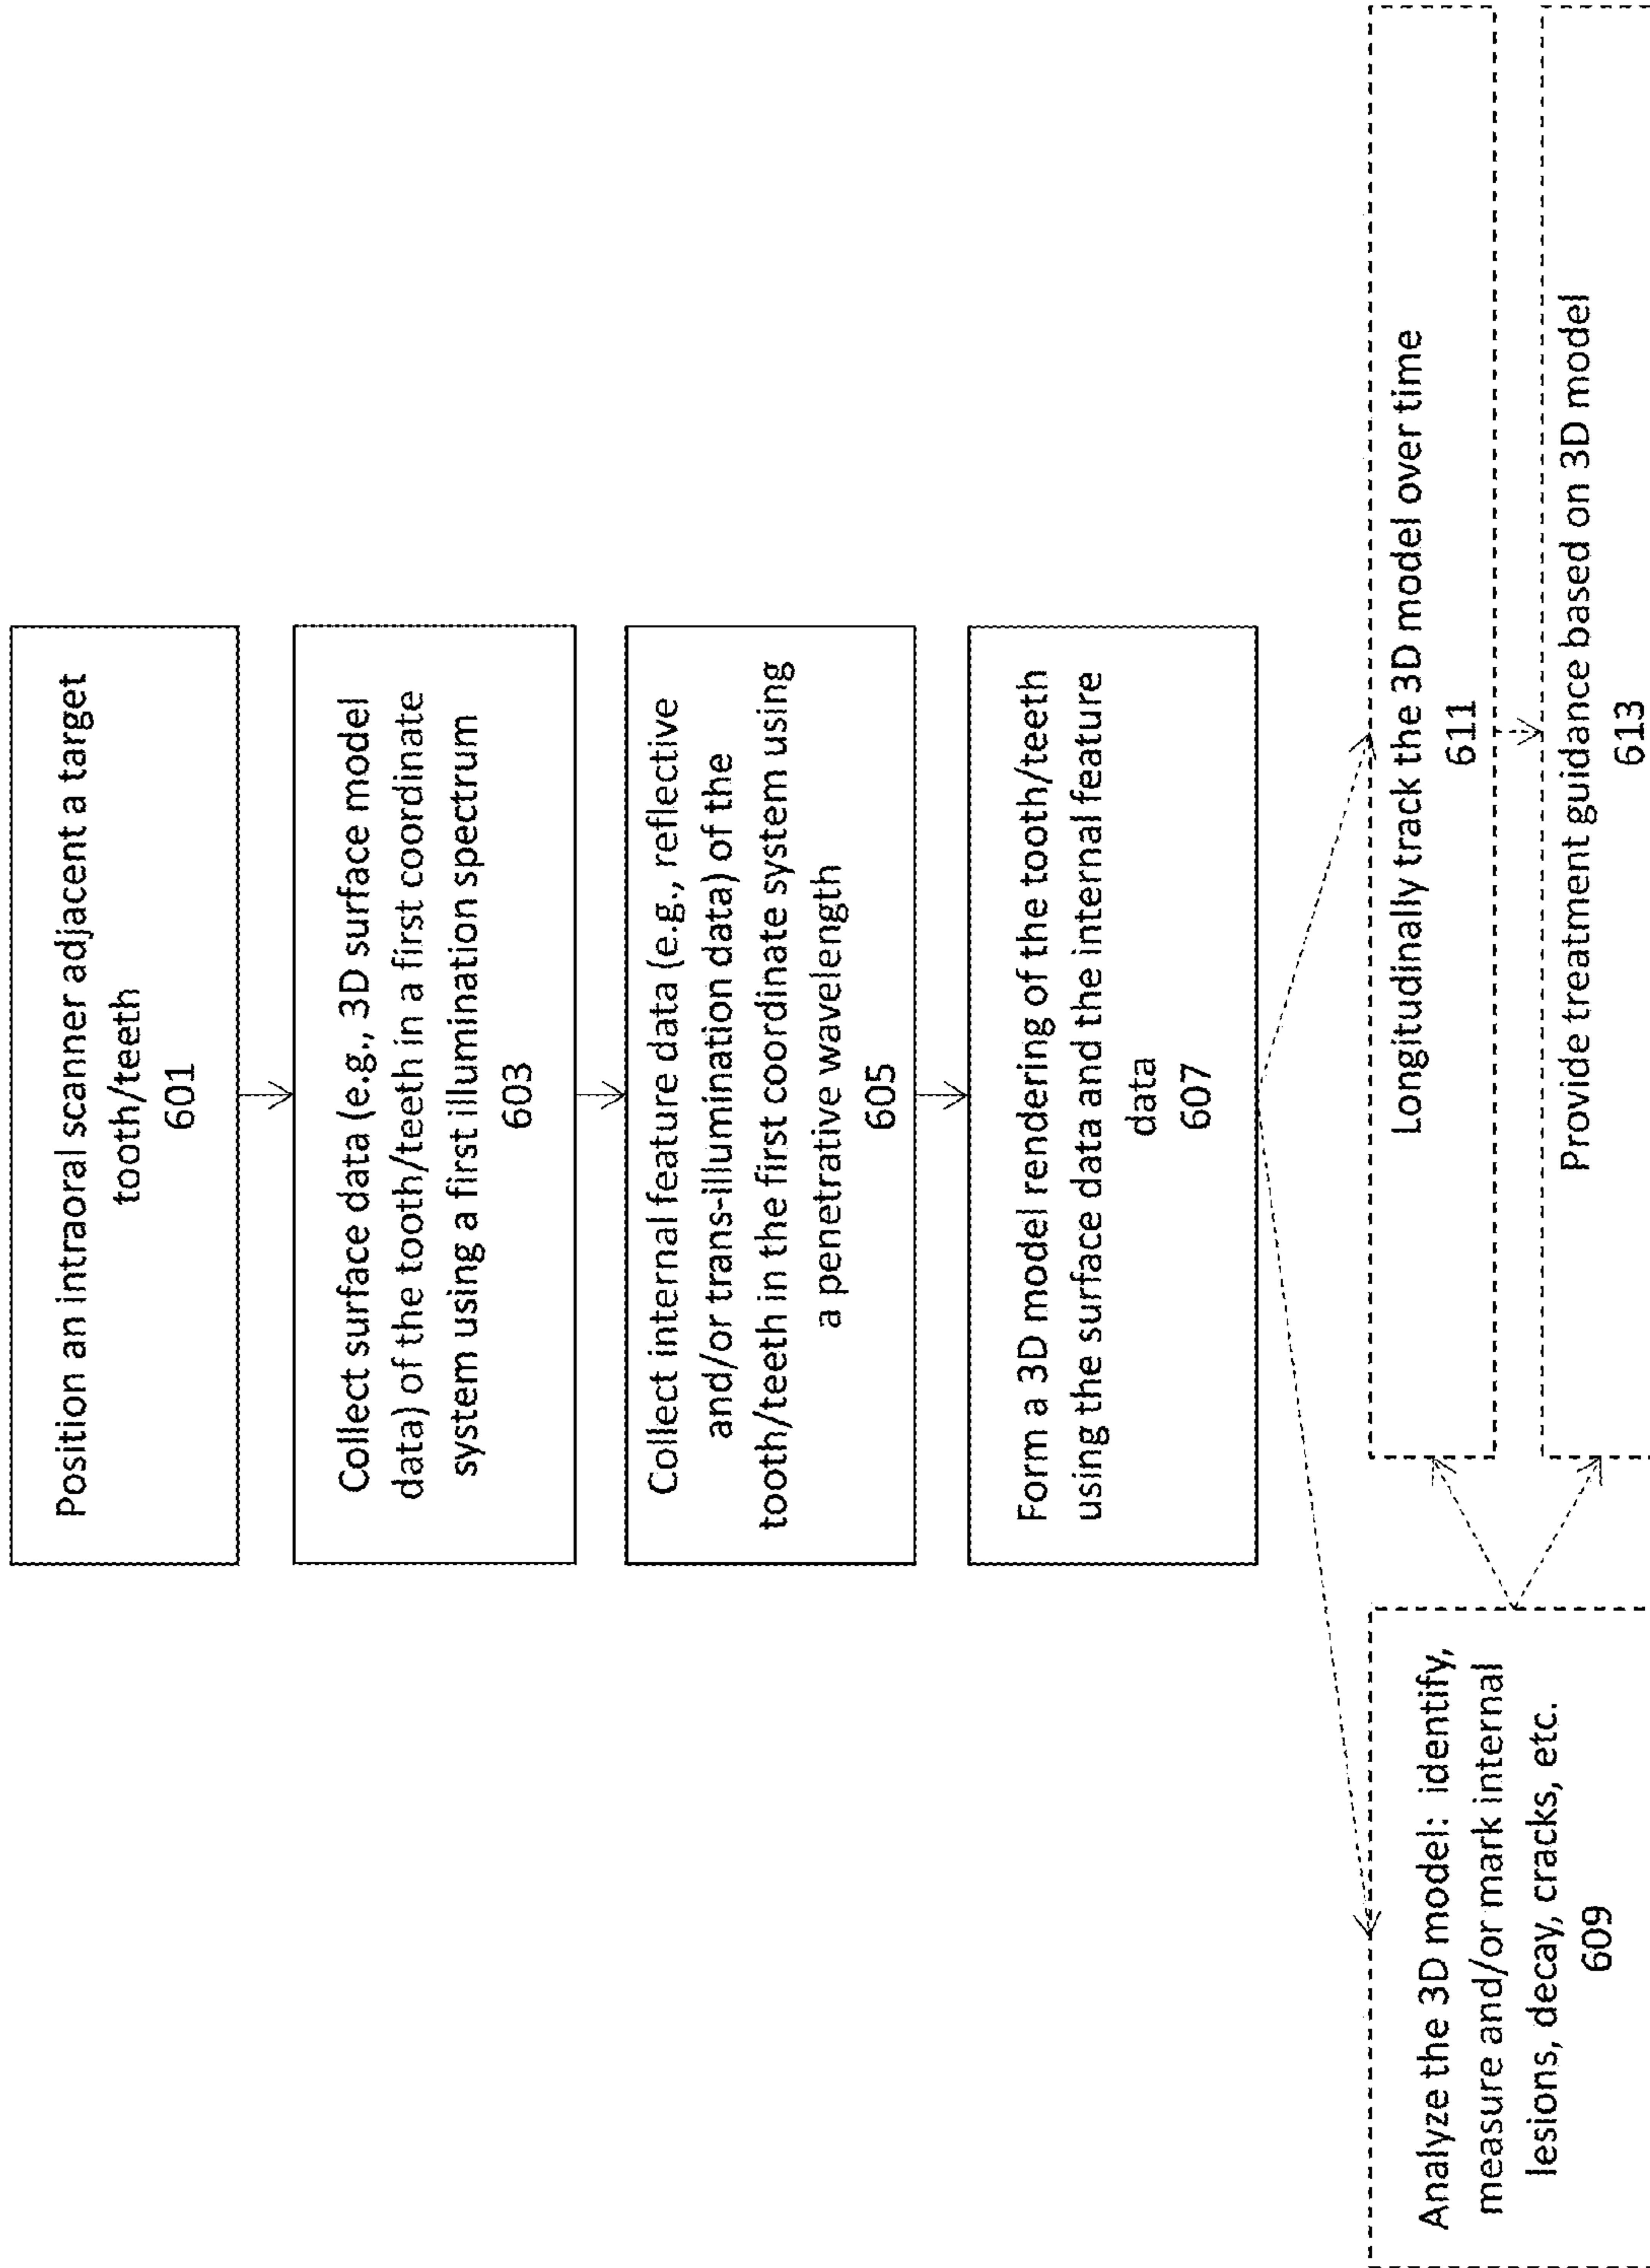 Position an intraoral scanner adjacent a target
tooth/teeth
601
Collect surface data (e.g., 3D surface model
data) of the tooth/teeth in a first coordinate
system using a first illumination spectrum
603
Collect internal feature data (e.g., reflective
and/or trans-illumination data) of the
tooth/teeth in the first coordinate system using
a penetrative wavelength
605
Form a 3D model rendering of the tooth/teeth
using the surface data and the internal feature
data
607
Analyze the 3D model: identify,
measure and/or mark internal
lesions, decay, cracks, etc.
609
Longitudinally track the 3D model over time
611
Provide treatment guidance based on 3D model
613